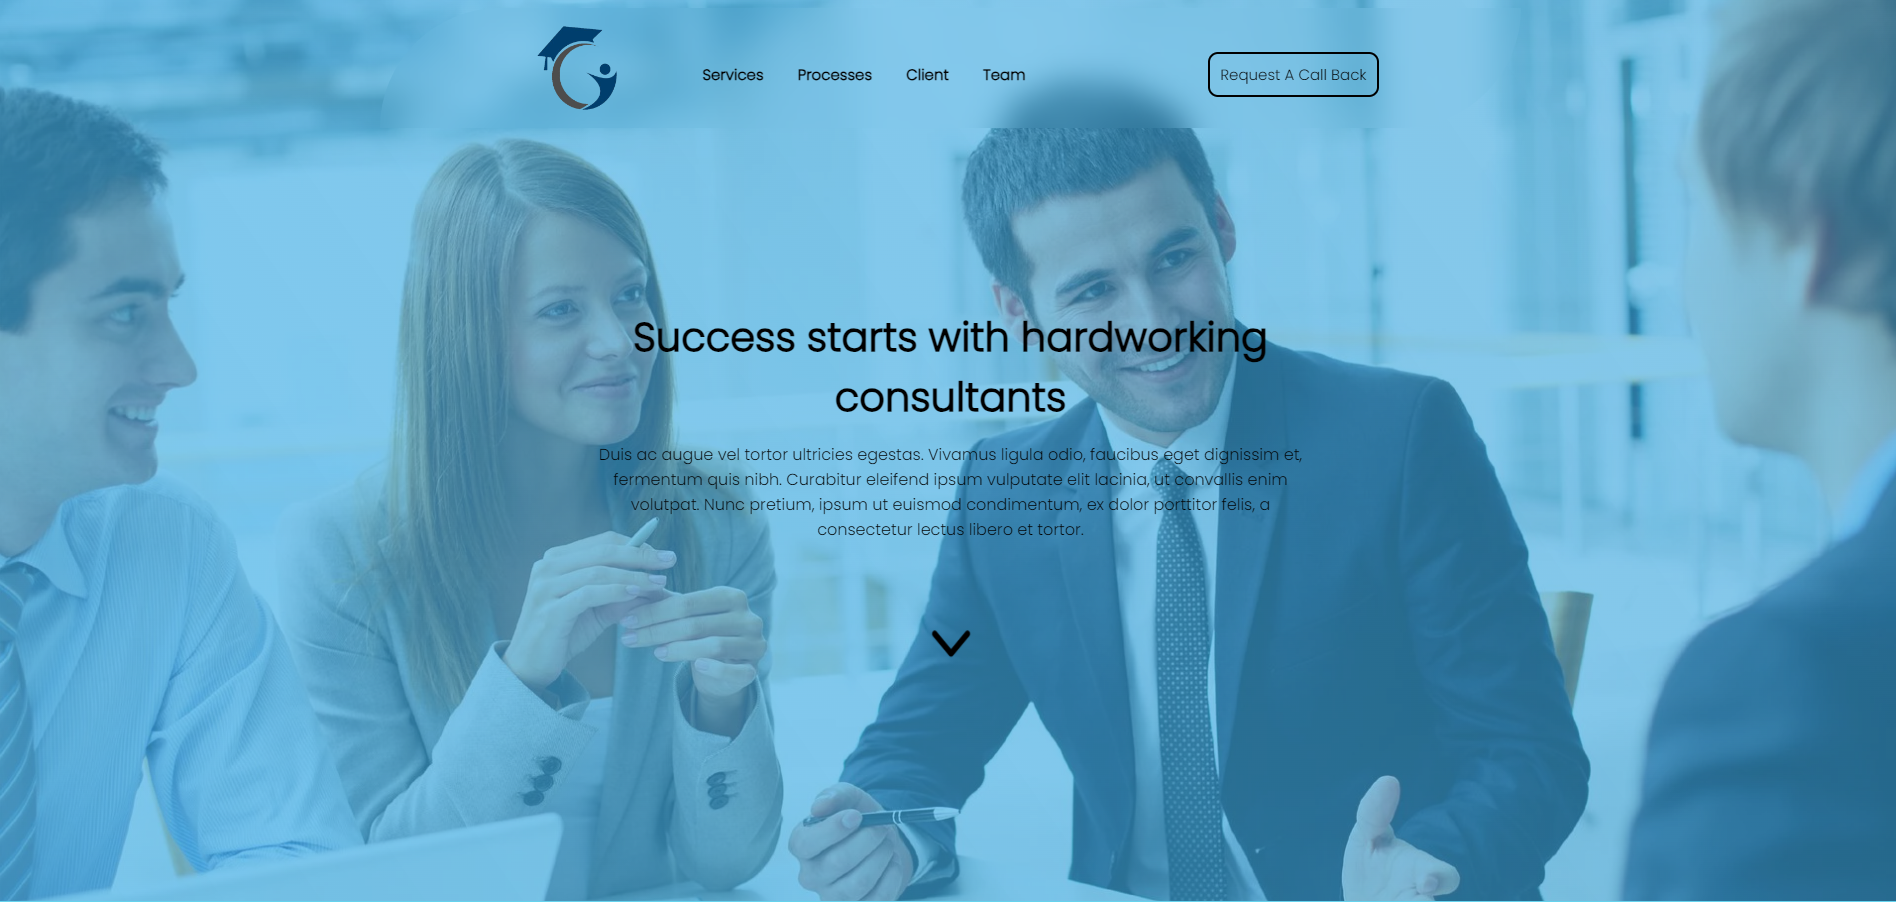 Services Processes Client Team Request A Call Back
Success starts with hardworking
consultants
Duis ac augue vel tortor ultricies egestas. Vivamus ligula odio, faucibus eget dignissim et,
fermentum quis nibh. Curabitur eleifend ipsum vulputate elit lacinia, ut convallis enim
volutpat. Nunc pretium, ipsum ut euismod condimentum, ex dolor porttitor felis, a
consectetur lectus libero et tortor.